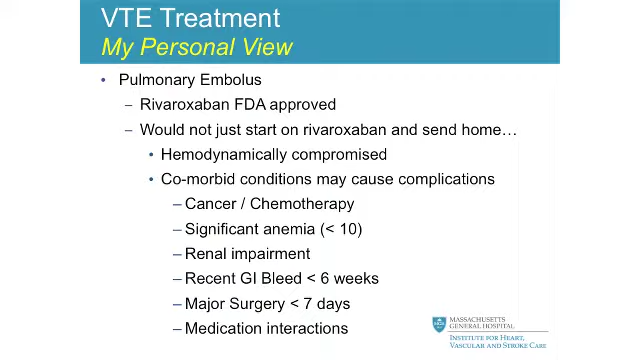 VTE Treatment
My Personal View
• Pulmonary Embolus
– Rivaroxaban FDA approved
– Would not just start on rivaroxaban and send home…
• Hemodynamically compromised
• Co-morbid conditions may cause complications
– Cancer / Chemotherapy
– Significant anemia (< 10)
– Renal impairment
– Recent GI Bleed < 6 weeks
– Major Surgery < 7 days
– Medication interactions
MASSACHUSETTS
GENERAL HOSPITAL
INSTITUTE FOR HEART,
VASCULAR AND STROKE CARE